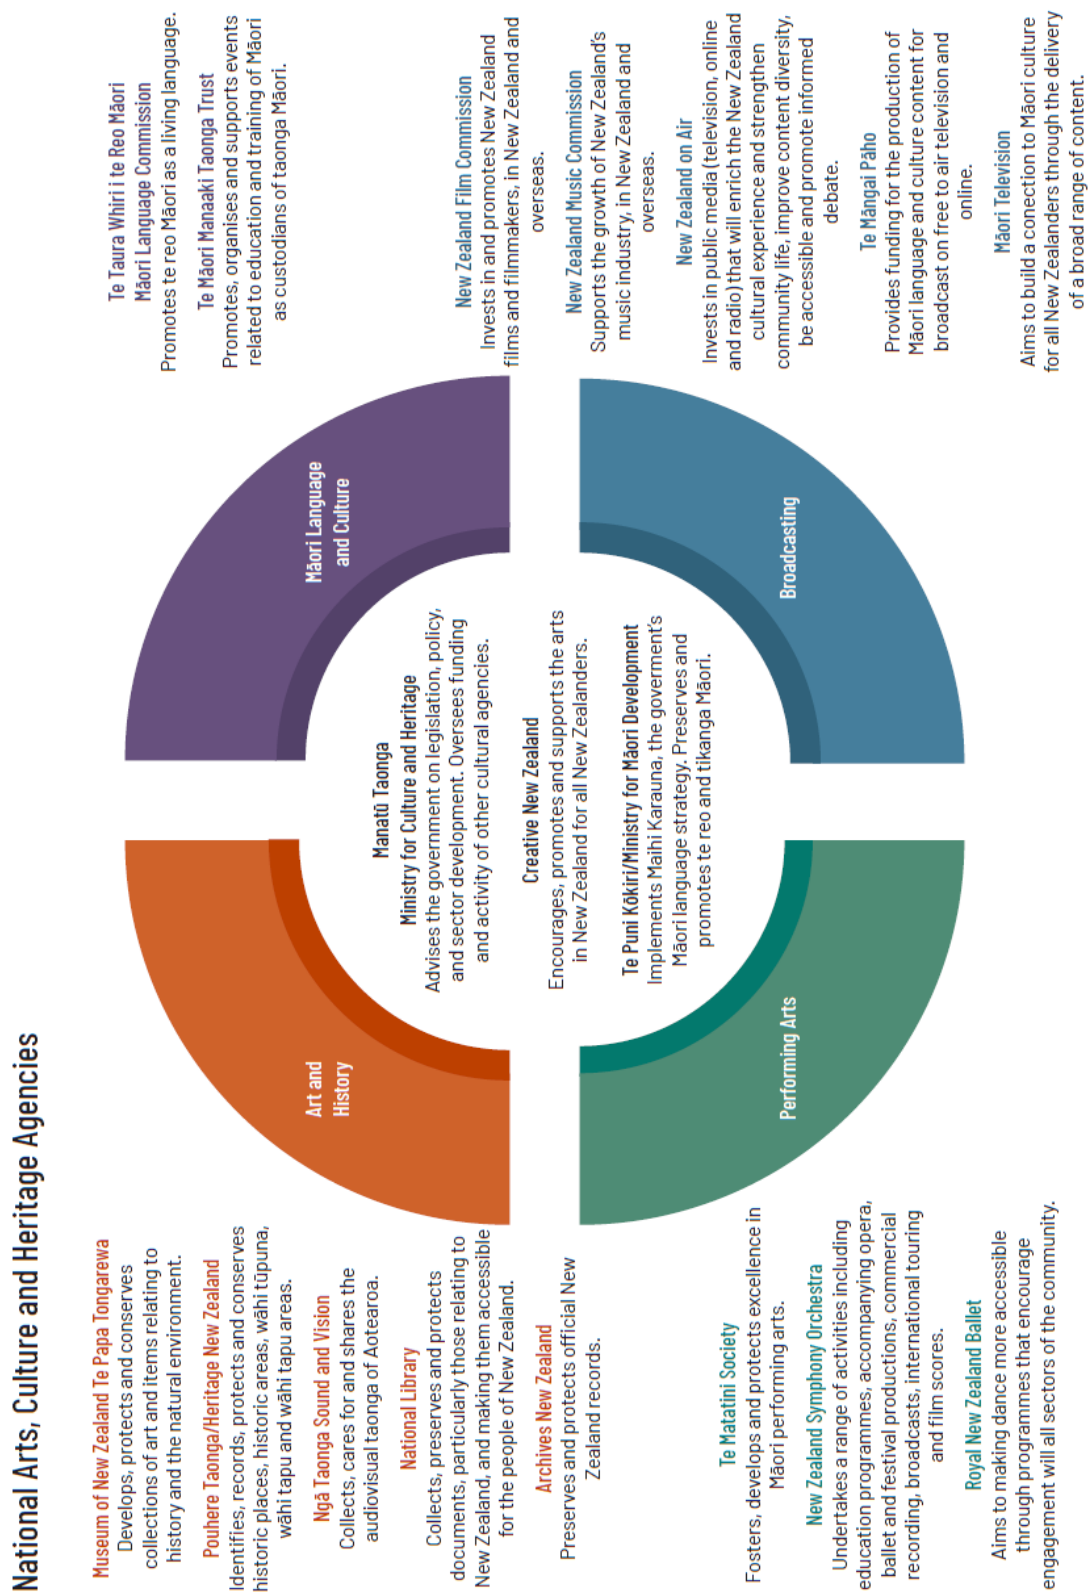 National Arts, Culture and Heritage Agencies
Museum of New Zealand Te Papa Tongarewa
Develops, protects and conserves
collections of art and items relating to
history and the natural environment.
Pouhere Taonga/Heritage New Zealand
Identifies, records, protects and conserves
historic places, historic areas, wāhi tūpuna,
wāhi tapu and wāhi tapu areas.
Ngā Taonga Sound and Vision
Collects, cares for and shares the
audiovisual taonga of Aotearoa.
National Library
Collects, preserves and protects
documents, particularly those relating to
New Zealand, and making them accessible
for the people of New Zealand.
Archives New Zealand
Preserves and protects official New
Zealand records.
Art and
History
Māori Language
and Culture
Te Taura Whiri i te Reo Māori
Māori Language Commission
Promotes te reo Māori as a living language.
Te Māori Manaaki Taonga Trust
Promotes, organises and supports events
related to education and training of Māori
as custodians of taonga Māori.
Manatū Taonga
Ministry for Culture and Heritage
Advises the government on legislation, policy,
and sector development. Oversees funding
and activity of other cultural agencies.
Creative New Zealand
Encourages, promotes and supports the arts
in New Zealand for all New Zealanders.
Te Puni Kōkiri/Ministry for Māori Development
Implements Maihi Karauna, the goverment's
Māori language strategy. Preserves and
promotes te reo and tikanga Māori.
Te Matatini Society
Fosters, develops and protects excellence in
Māori performing arts.
New Zealand Symphony Orchestra
Undertakes a range of activities including
education programmes, accompanying opera,
ballet and festival productions, commercial
recording, broadcasts, international touring
and film scores.
Royal New Zealand Ballet
Aims to making dance more accessible
through programmes that encourage
engagement will all sectors of the community.
Performing Arts
Broadcasting
New Zealand Film Commission
Invests in and promotes New Zealand
films and filmmakers, in New Zealand and
overseas.
New Zealand Music Commission
Supports the growth of New Zealand's
music industry, in New Zealand and
overseas.
New Zealand on Air
Invests in public media (television, online
and radio) that will enrich the New Zealand
cultural experience and strengthen
community life, improve content diversity,
be accessible and promote informed
debate.
Te Māngai Pāho
Provides funding for the production of
Māori language and culture content for
broadcast on free to air television and
online.
Māori Television
Aims to build a conection to Māori culture
for all New Zealanders through the delivery
of a broad range of content.